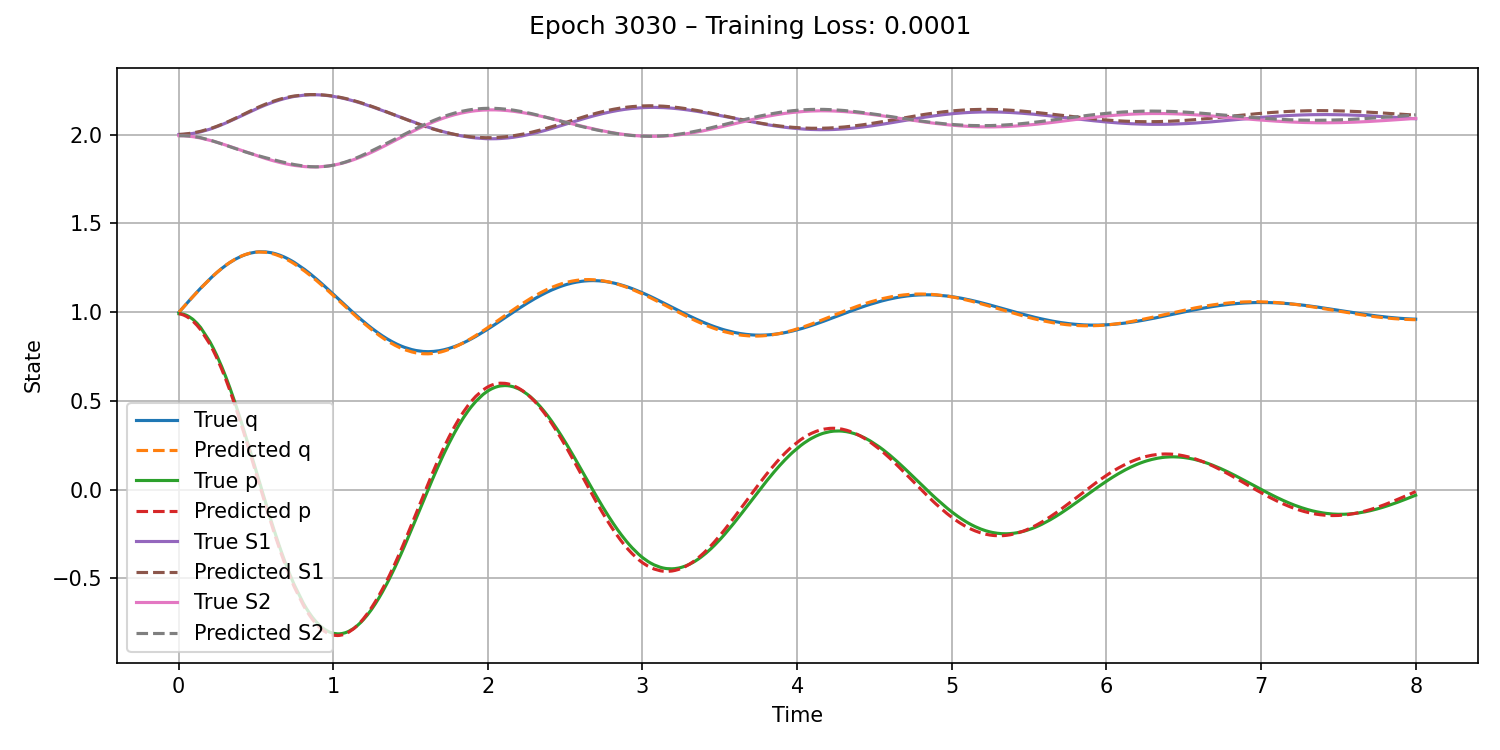 Epoch 3030 – Training Loss: 0.0001
2.0
1.5
1.0
0.5
0.0
−0.5
State
True q
Predicted q
True p
Predicted p
True S1
Predicted S1
True S2
Predicted S2
0 1 2 3 4 5 6 7 8
Time